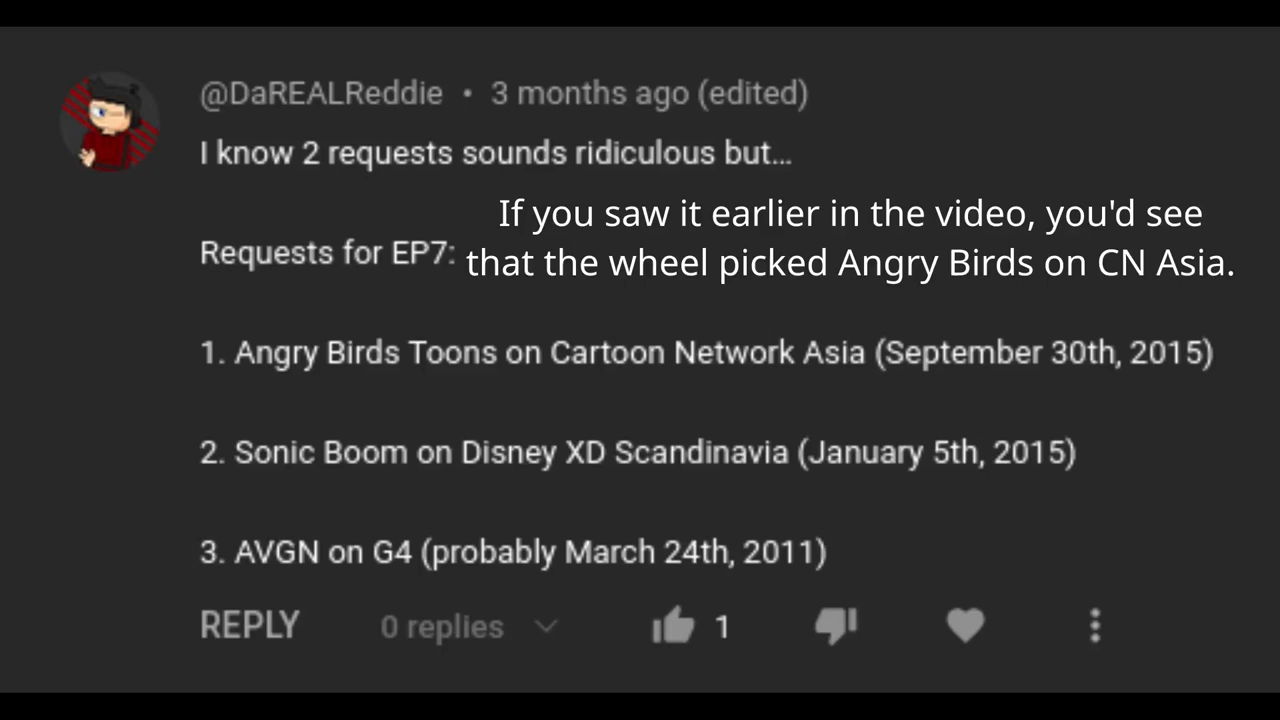 @DaREALReddie • 3 months ago (edited)
I know 2 requests sounds ridiculous but...
If you saw it earlier in the video, you'd see
that the wheel picked Angry Birds on CN Asia.
Requests for EP7:
1. Angry Birds Toons on Cartoon Network Asia (September 30th, 2015)
2. Sonic Boom on Disney XD Scandinavia (January 5th, 2015)
3. AVGN on G4 (probably March 24th, 2011)
REPLY 0 replies 1